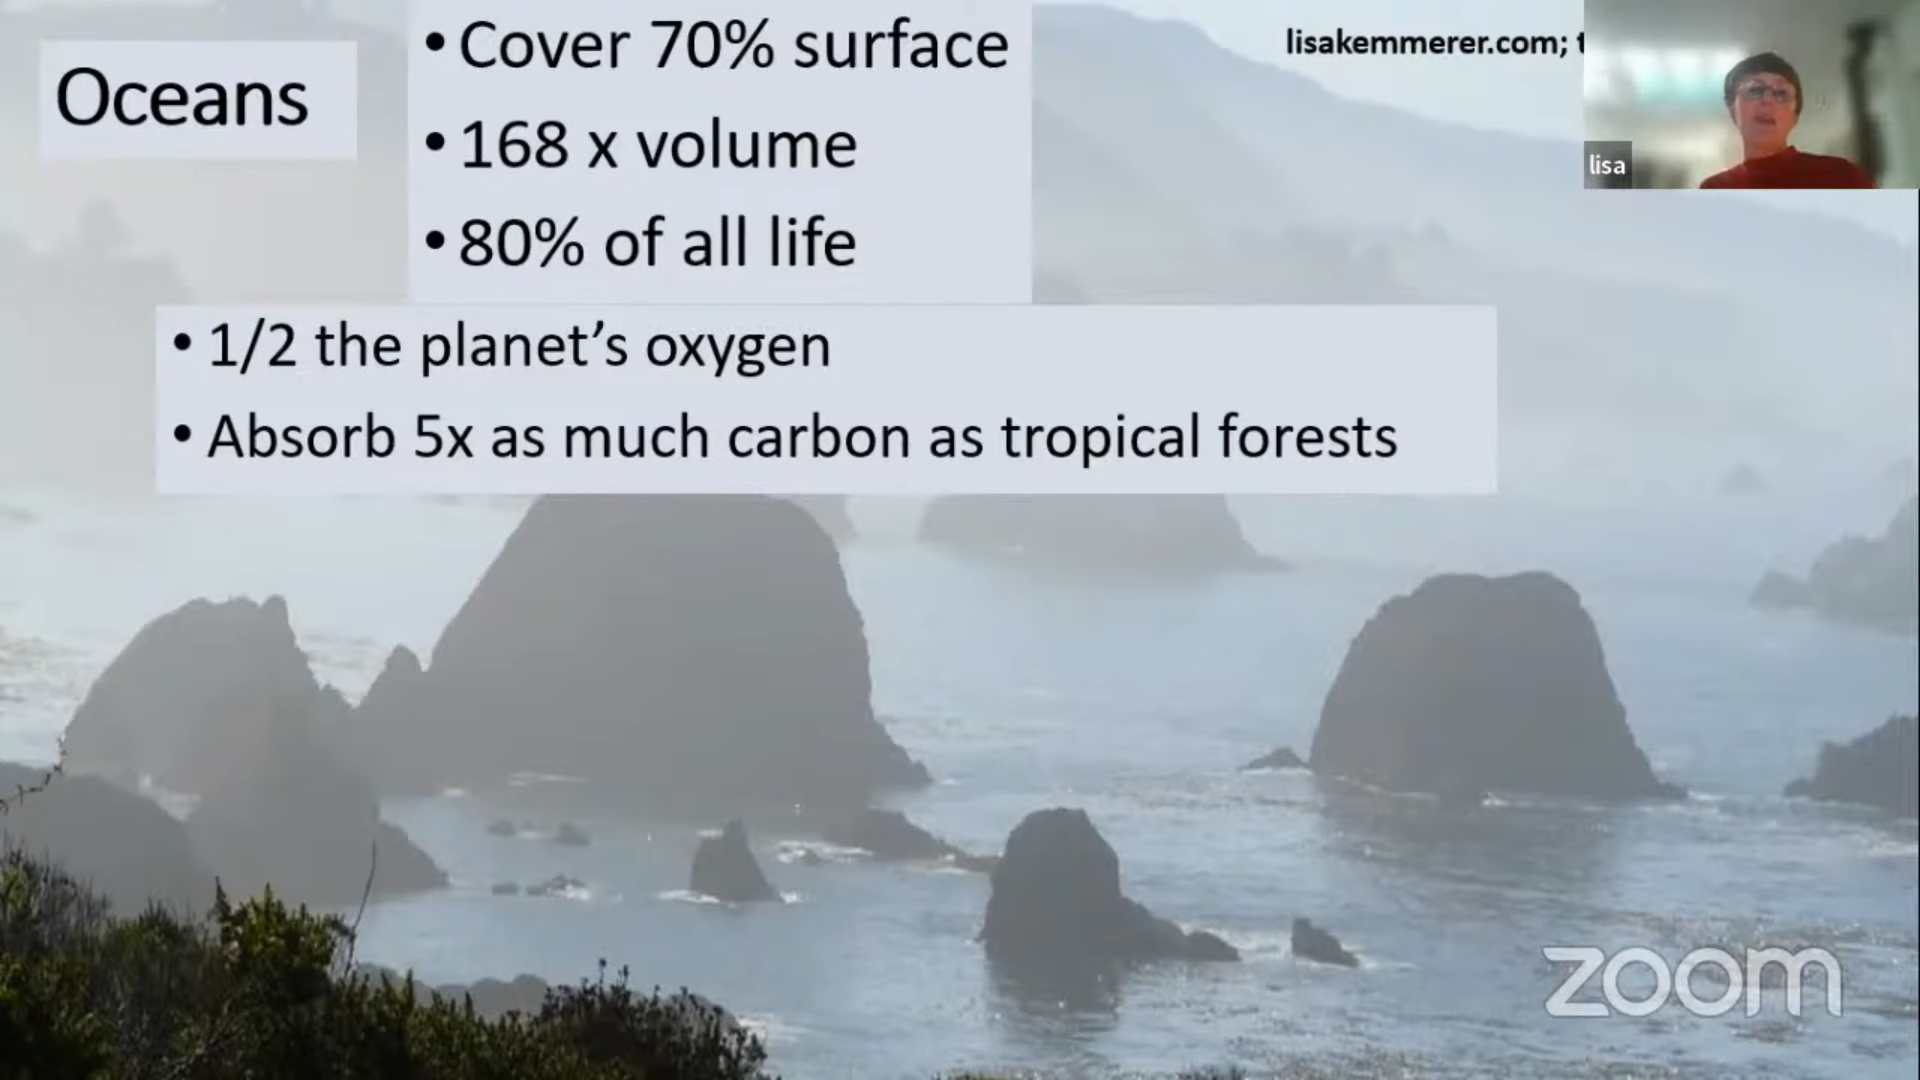 Oceans
• Cover 70% surface
• 168 x volume
• 80% of all life
• 1/2 the planet’s oxygen
• Absorb 5x as much carbon as tropical forests
lisakemmerer.com;
lisa
zoom